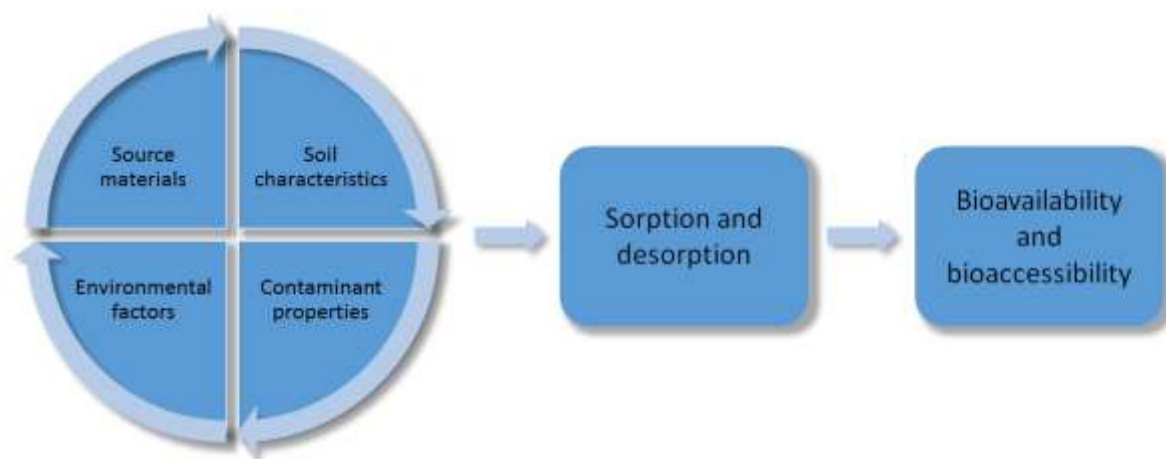 Source
materials
Soil
characteristics
Environmental
factors
Contaminant
properties
Sorption and
desorption
Bioavailability
and
bioaccessibility